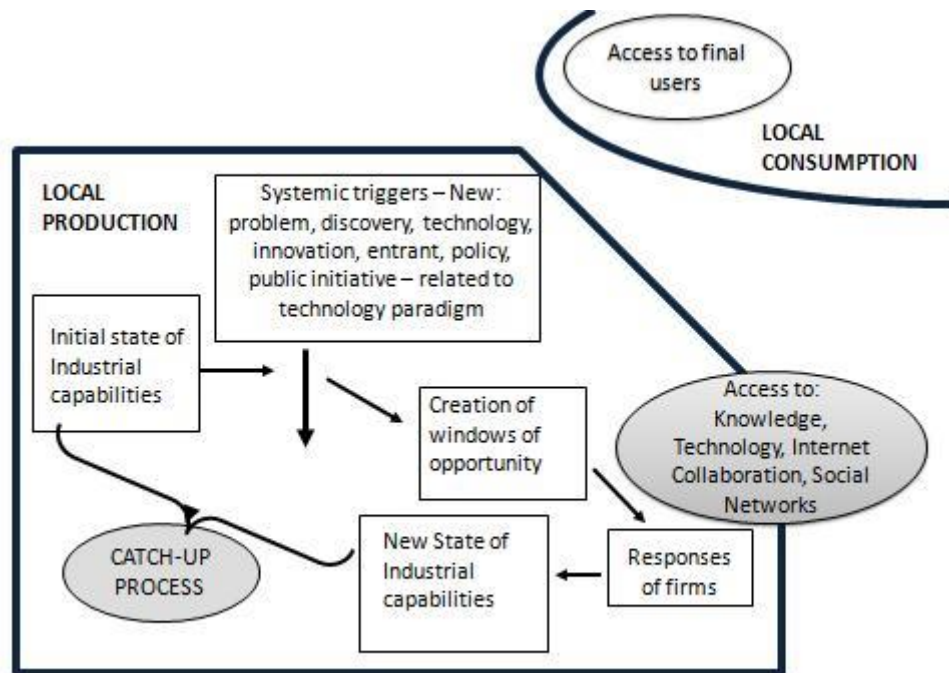 Access to final
users
LOCAL
CONSUMPTION
LOCAL
PRODUCTION
Systemic triggers – New:
problem, discovery, technology,
innovation, entrant, policy,
public initiative – related to
technology paradigm
Initial state of
Industrial
capabilities
Creation of
windows of
opportunity
Access to:
Knowledge,
Technology, Internet
Collaboration, Social
Networks
Responses
of firms
New State of
Industrial
capabilities
CATCH-UP
PROCESS